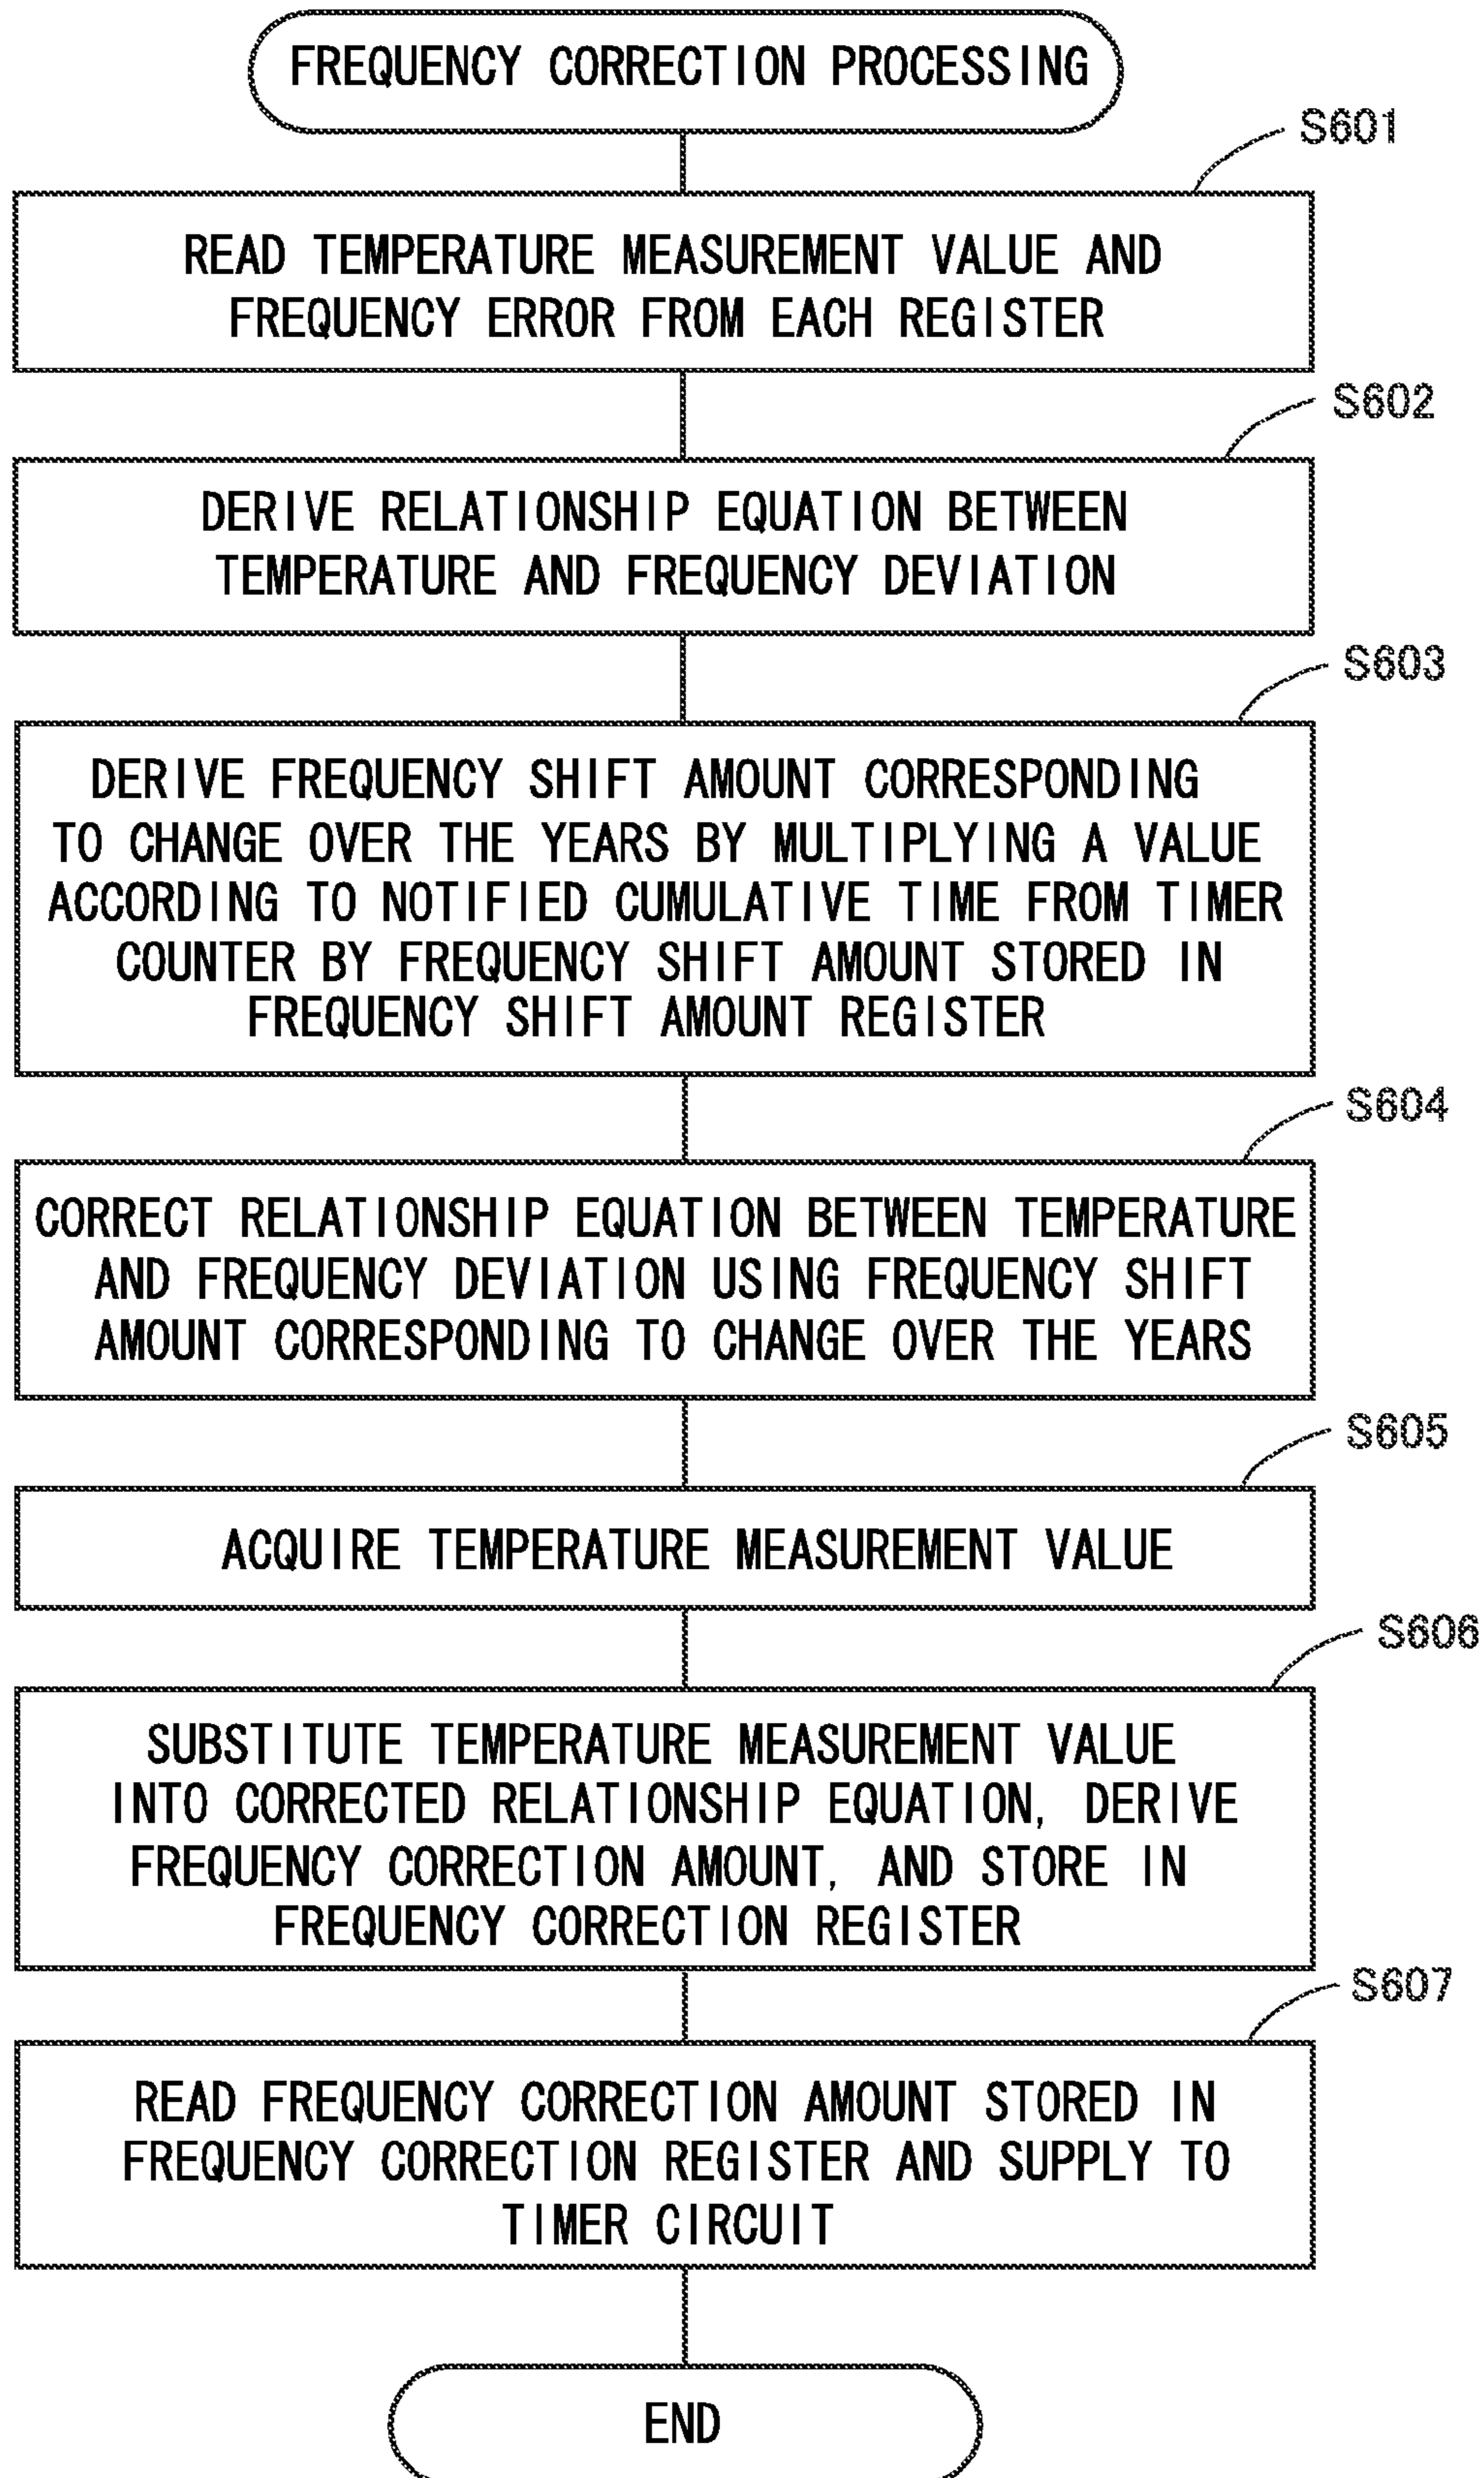 FREQUENCY CORRECTION PROCESSING
S601
READ TEMPERATURE MEASUREMENT VALUE AND
FREQUENCY ERROR FROM EACH REGISTER
S602
DERIVE RELATIONSHIP EQUATION BETWEEN
TEMPERATURE AND FREQUENCY DEVIATION
S603
DERIVE FREQUENCY SHIFT AMOUNT CORRESPONDING
TO CHANGE OVER THE YEARS BY MULTIPLYING A VALUE
ACCORDING TO NOTIFIED CUMULATIVE TIME FROM TIMER
COUNTER BY FREQUENCY SHIFT AMOUNT STORED IN
FREQUENCY SHIFT AMOUNT REGISTER
S604
CORRECT RELATIONSHIP EQUATION BETWEEN TEMPERATURE
AND FREQUENCY DEVIATION USING FREQUENCY SHIFT
AMOUNT CORRESPONDING TO CHANGE OVER THE YEARS
S605
ACQUIRE TEMPERATURE MEASUREMENT VALUE
S606
SUBSTITUTE TEMPERATURE MEASUREMENT VALUE
INTO CORRECTED RELATIONSHIP EQUATION, DERIVE
FREQUENCY CORRECTION AMOUNT, AND STORE IN
FREQUENCY CORRECTION REGISTER
S607
READ FREQUENCY CORRECTION AMOUNT STORED IN
FREQUENCY CORRECTION REGISTER AND SUPPLY TO
TIMER CIRCUIT
END